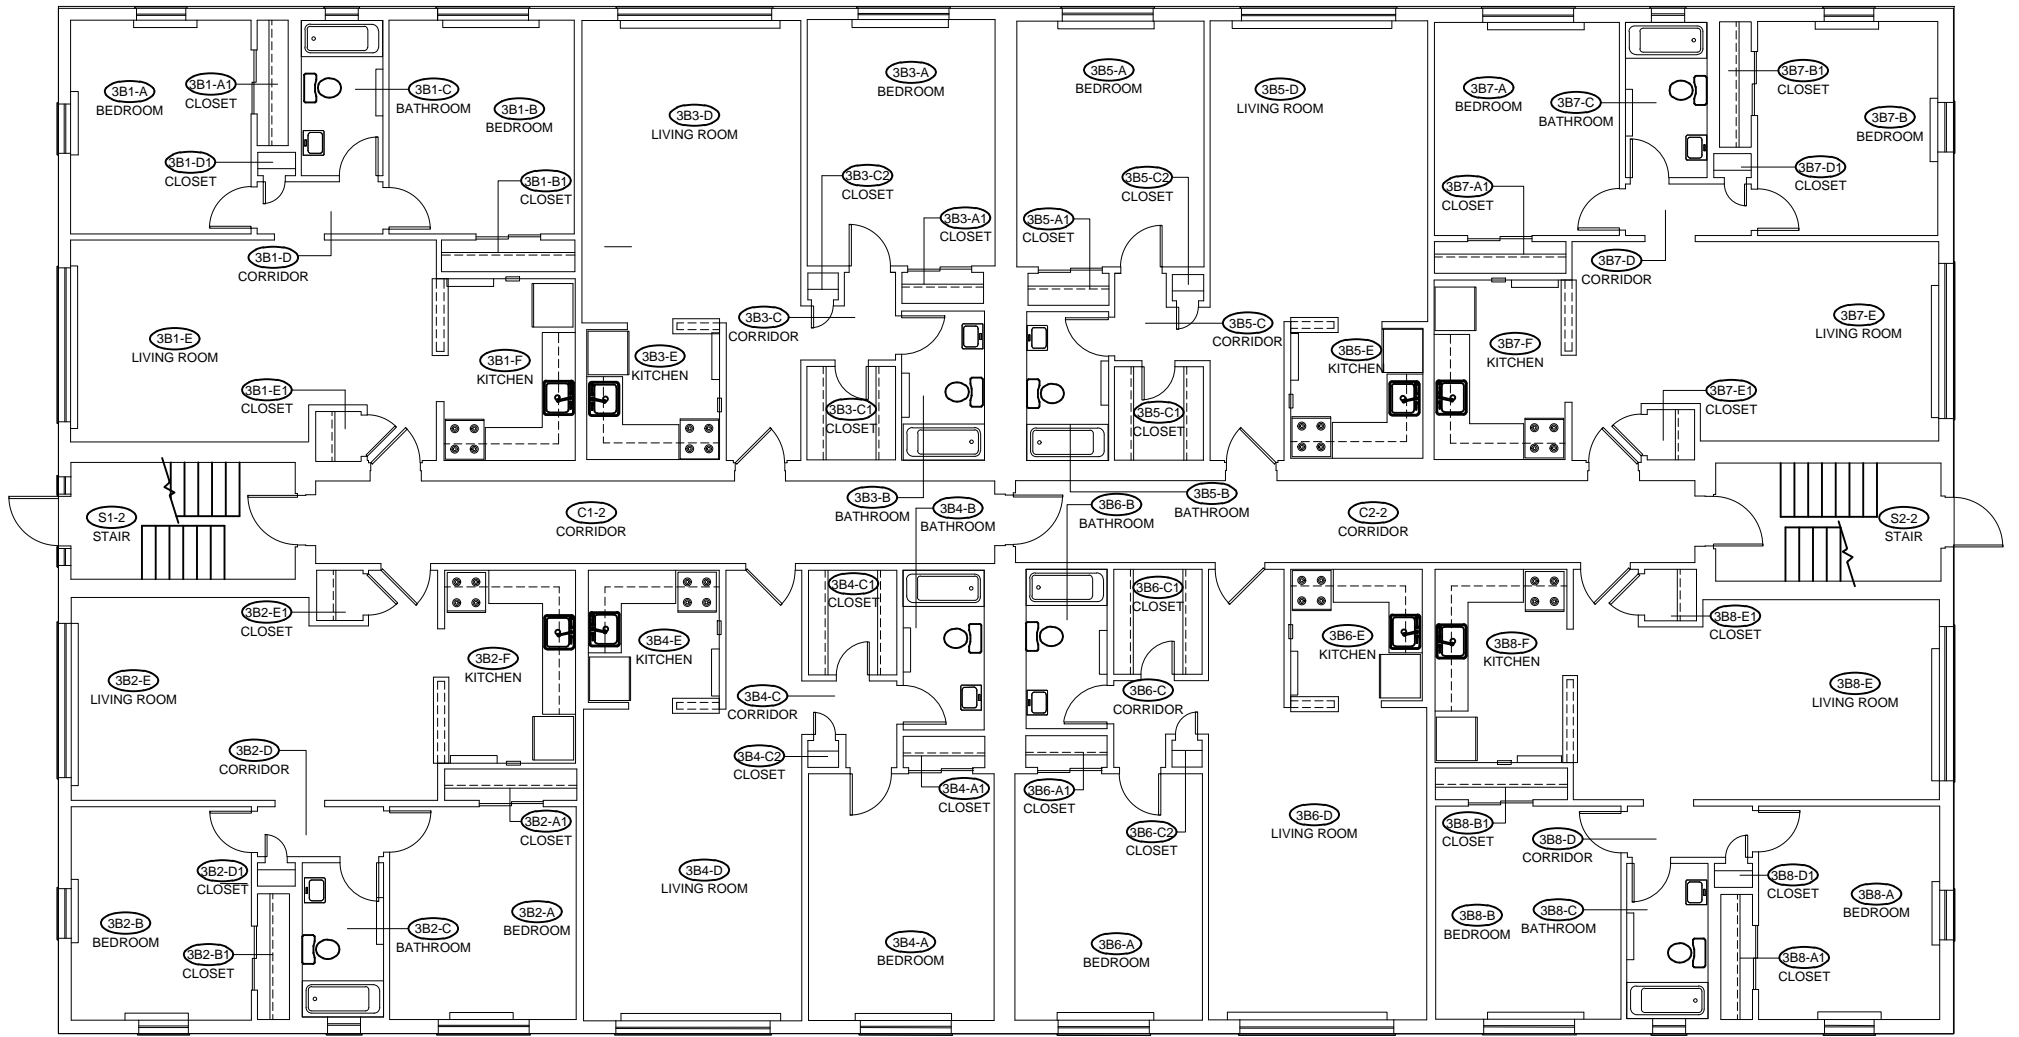 3B1-A
BEDROOM
3B1-A1
CLOSET
3B1-C
BATHROOM
3B1-B
BEDROOM
3B1-D1
CLOSET
3B1-B1
CLOSET
3B1-D
CORRIDOR
3B1-E
LIVING ROOM
3B1-F
KITCHEN
3B1-E1
CLOSET
3B3-D
LIVING ROOM
3B3-A
BEDROOM
3B3-C2
CLOSET
3B3-A1
CLOSET
3B3-C
CORRIDOR
3B3-E
KITCHEN
3B3-C1
CLOSET
3B3-B
BATHROOM
3B5-A
BEDROOM
3B5-D
LIVING ROOM
3B5-C2
CLOSET
3B5-A1
CLOSET
3B5-C
CORRIDOR
3B5-E
KITCHEN
3B5-C1
CLOSET
3B5-B
BATHROOM
3B7-A
BEDROOM
3B7-C
BATHROOM
3B7-B1
CLOSET
3B7-B
BEDROOM
3B7-D1
CLOSET
3B7-A1
CLOSET
3B7-D
CORRIDOR
3B7-E
LIVING ROOM
3B7-F
KITCHEN
3B7-E1
CLOSET
S1-2
STAIR
C1-2
CORRIDOR
C2-2
CORRIDOR
S2-2
STAIR
3B2-E1
CLOSET
3B2-E
LIVING ROOM
3B2-F
KITCHEN
3B2-D
CORRIDOR
3B2-A1
CLOSET
3B2-D1
CLOSET
3B2-B
BEDROOM
3B2-B1
CLOSET
3B2-C
BATHROOM
3B2-A
BEDROOM
3B4-B
BATHROOM
3B4-C1
CLOSET
3B4-E
KITCHEN
3B4-C
CORRIDOR
3B4-C2
CLOSET
3B4-A1
CLOSET
3B4-D
LIVING ROOM
3B4-A
BEDROOM
3B6-B
BATHROOM
3B6-C1
CLOSET
3B6-E
KITCHEN
3B6-C
CORRIDOR
3B6-A1
CLOSET
3B6-C2
CLOSET
3B6-D
LIVING ROOM
3B6-A
BEDROOM
3B8-E1
CLOSET
3B8-F
KITCHEN
3B8-E
LIVING ROOM
3B8-B1
CLOSET
3B8-D
CORRIDOR
3B8-D1
CLOSET
3B8-A
BEDROOM
3B8-B
BEDROOM
3B8-C
BATHROOM
3B8-A1
CLOSET